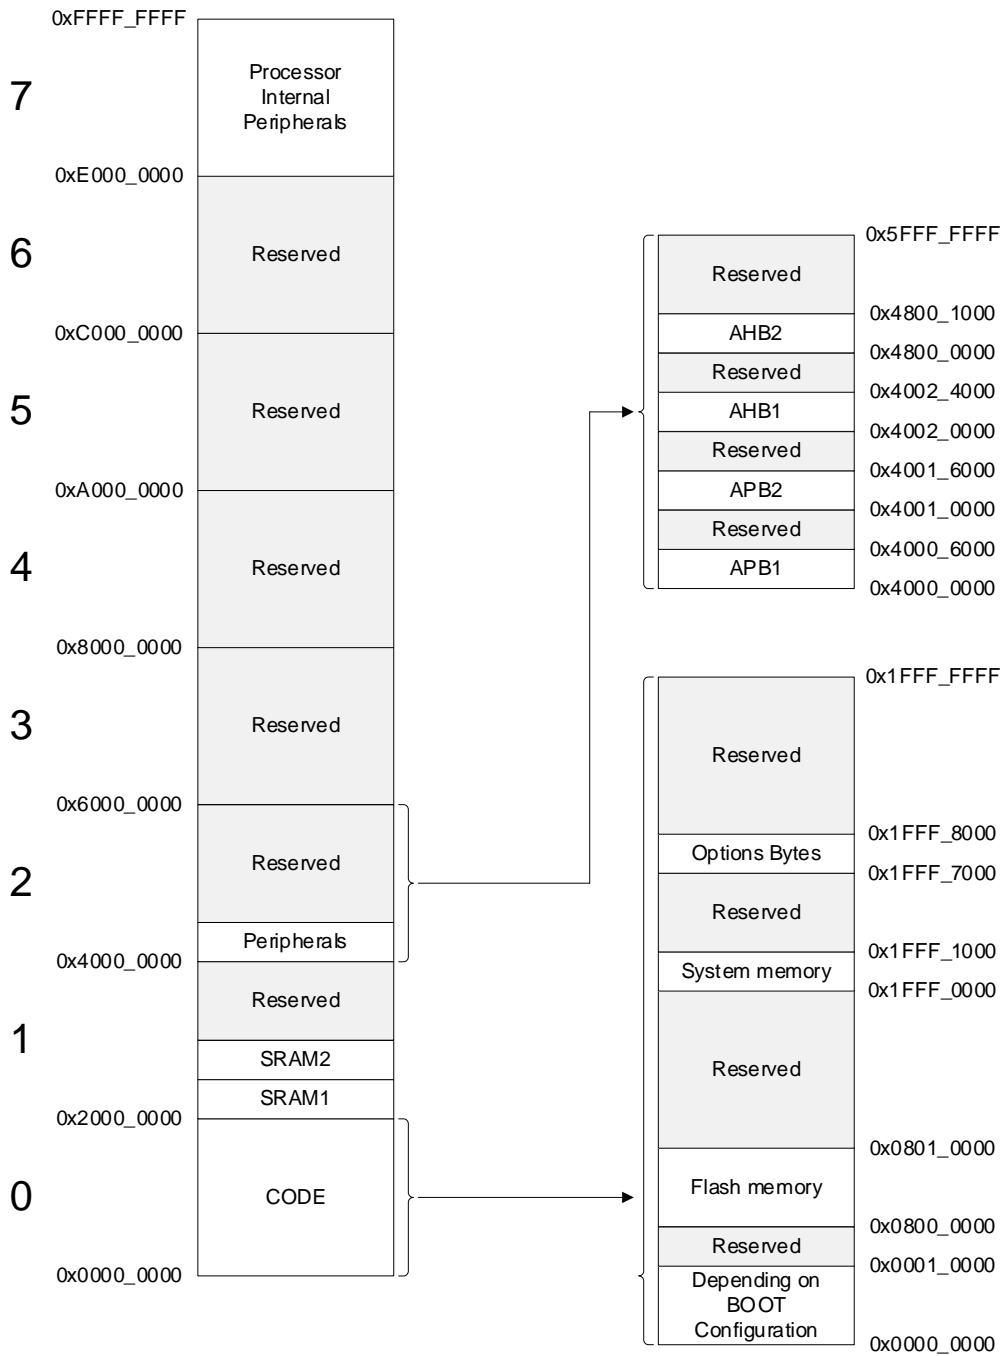 0xFFFF_FFFF
7
Processor
Internal
Peripherals
0xE000_0000
6
Reserved
0xC000_0000
5
Reserved
0xA000_0000
4
Reserved
0x8000_0000
3
Reserved
0x6000_0000
2
Reserved
Peripherals
0x4000_0000
Reserved
1
SRAM2
SRAM1
0x2000_0000
0
CODE
0x0000_0000
0x5FFF_FFFF
Reserved
0x4800_1000
AHB2
0x4800_0000
Reserved
0x4002_4000
AHB1
0x4002_0000
Reserved
0x4001_6000
APB2
0x4001_0000
Reserved
0x4000_6000
APB1
0x4000_0000
0x1FFF_FFFF
Reserved
0x1FFF_8000
Options Bytes
0x1FFF_7000
Reserved
0x1FFF_1000
System memory
0x1FFF_0000
Reserved
0x0801_0000
Flash memory
0x0800_0000
Reserved
0x0001_0000
Depending on
BOOT
Configuration
0x0000_0000